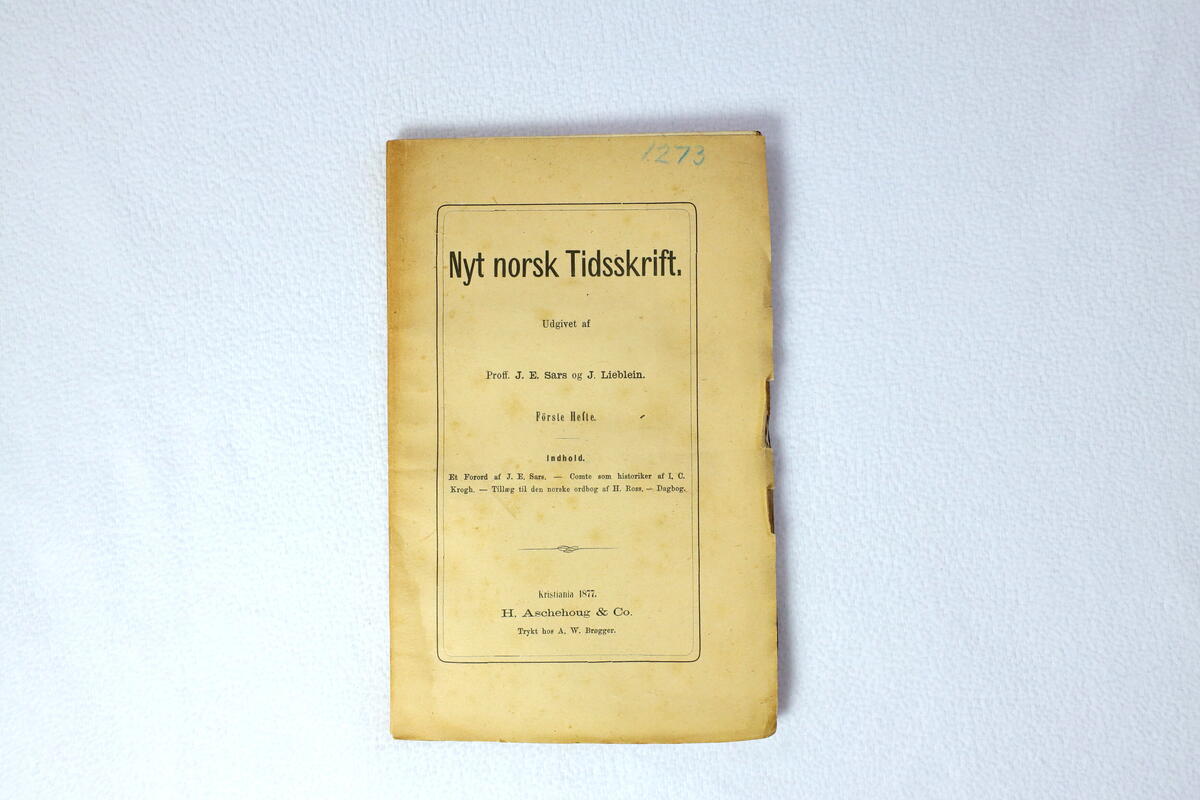 1273
Nyt norsk Tidsskrift.
Udgivet af
Proff. J. E. Sars og J. Lieblein.
Förste Hefte.
Indhold.
Et Forord af J. E. Sars. — Comte som historiker af I. C.
Krogh. — Tillæg til den norske ordbog af H. Ross. — Dagbog.
Kristiania 1877.
H. Aschehoug & Co.
Trykt hos A. W. Brøgger.